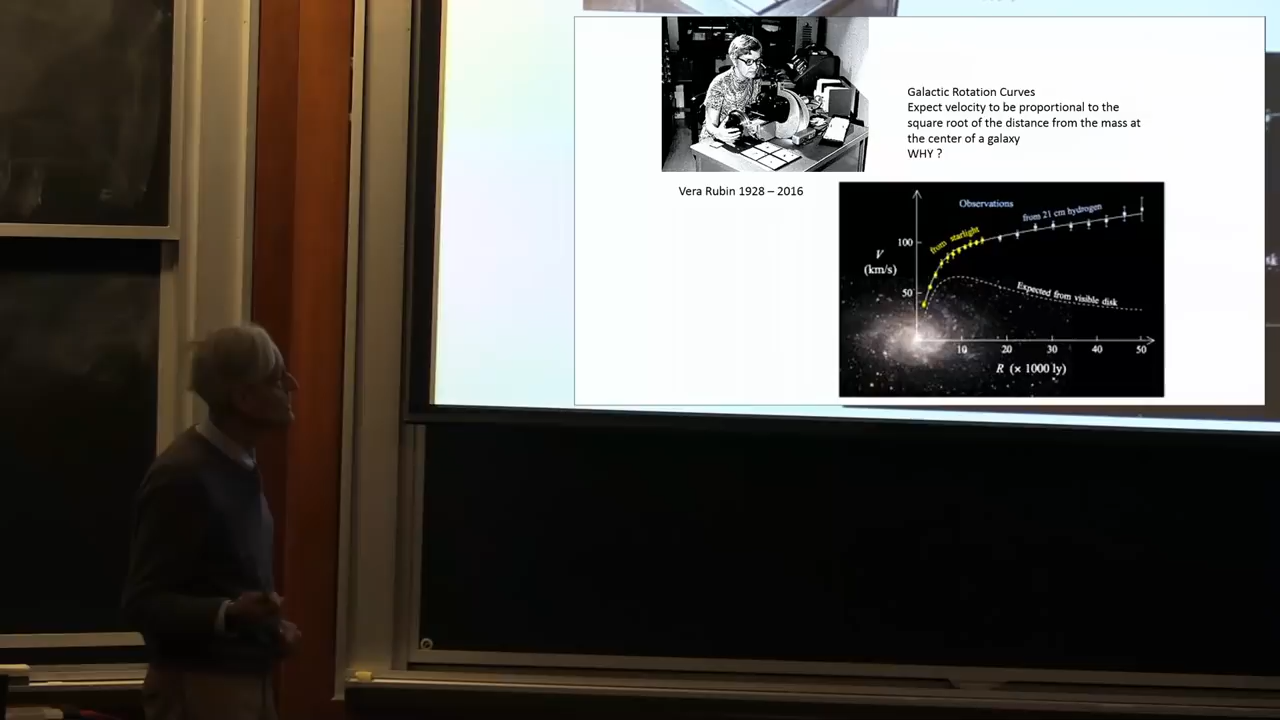 Galactic Rotation Curves
Expect velocity to be proportional to the
square root of the distance from the mass at
the center of a galaxy
WHY ?
Vera Rubin 1928 – 2016
Observations
from 21 cm hydrogen
from starlight
100
V
(km/s)
50
Expected from visible disk
10 20 30 40 50
R (× 1000 ly)